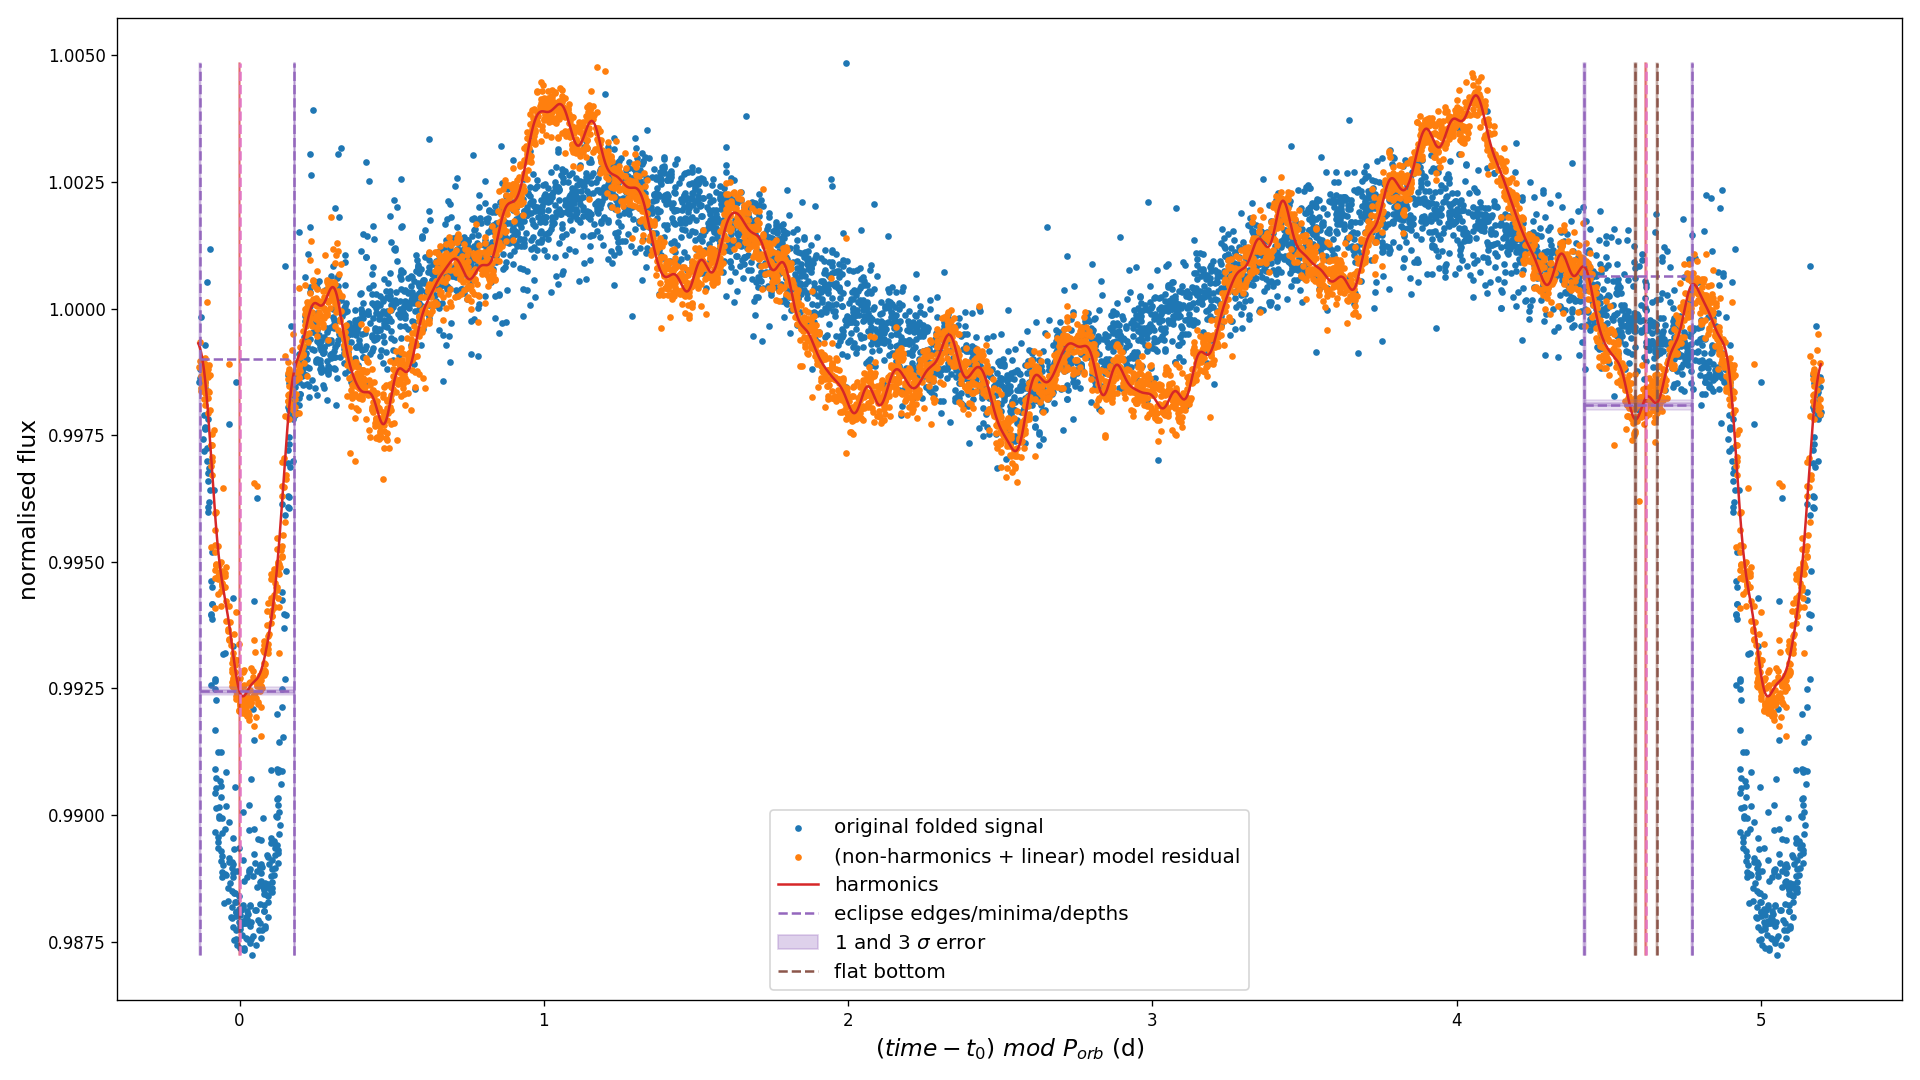 1.0050
1.0025
1.0000
0.9975
0.9950
0.9925
0.9900
0.9875
normalised flux
original folded signal
(non-harmonics + linear) model residual
harmonics
eclipse edges/minima/depths
1 and 3 σ error
flat bottom
0 1 2 3 4 5
(time − t₀) mod Pₒᵣb (d)